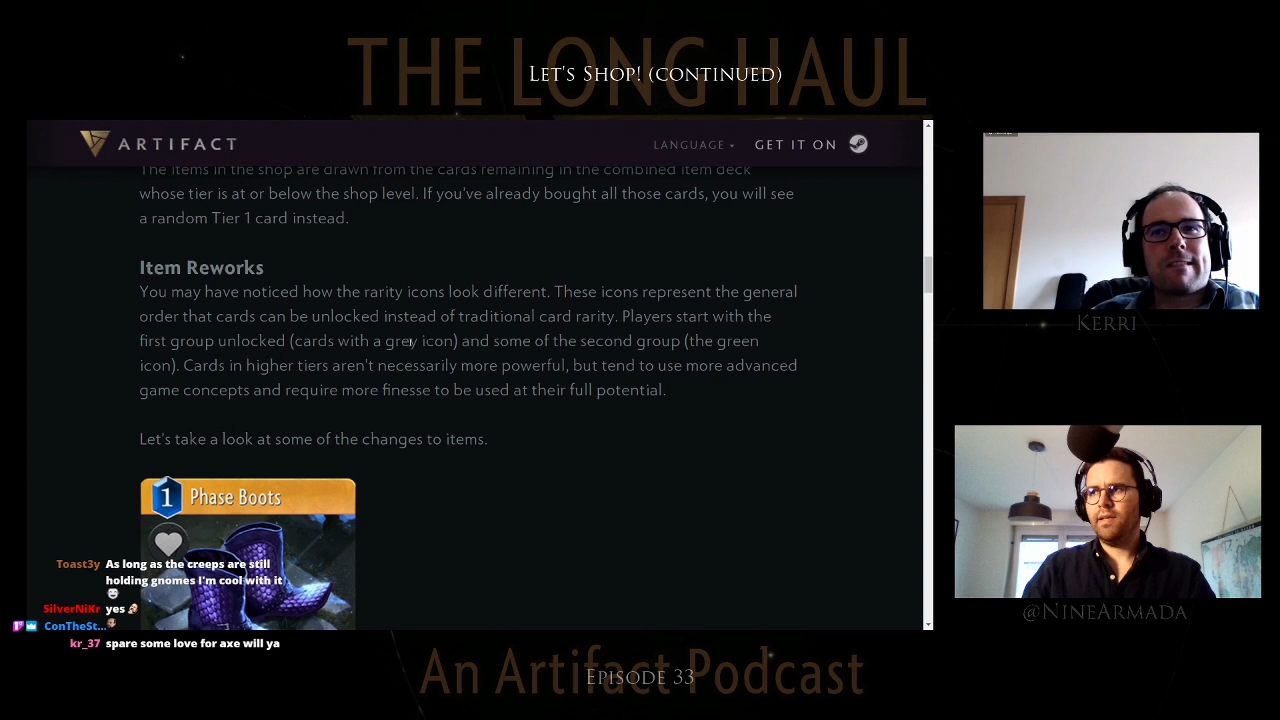 THE LONG HAUL
LET'S SHOP! (CONTINUED)
ARTIFACT
LANGUAGE
GET IT ON
The items in the shop are drawn from the cards remaining in the combined item deck
whose tier is at or below the shop level. If you've already bought all those cards, you will see
a random Tier 1 card instead.
Item Reworks
You may have noticed how the rarity icons look different. These icons represent the general
order that cards can be unlocked instead of traditional card rarity. Players start with the
first group unlocked (cards with a grey icon) and some of the second group (the green
icon). Cards in higher tiers aren't necessarily more powerful, but tend to use more advanced
game concepts and require more finesse to be used at their full potential.
Let's take a look at some of the changes to items.
1 Phase Boots
Toast3y As long as the creeps are still
holding gnomes I'm cool with it
SilverNiKr yes
ConTheSt...
kr_37 spare some love for axe will ya
KERRI
@NINEARMADA
An Artifact Podcast
EPISODE 33